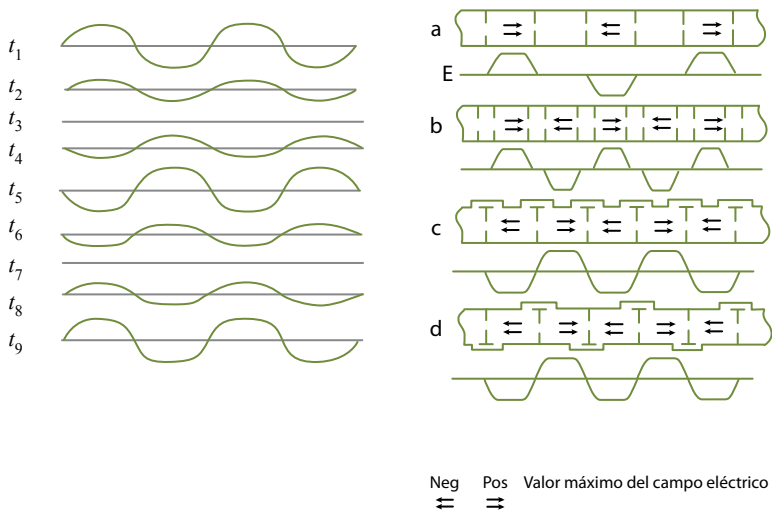 t1
t2
t3
t4
t5
t6
t7
t8
t9
a
E
b
c
d
Neg Pos Valor máximo del campo eléctrico